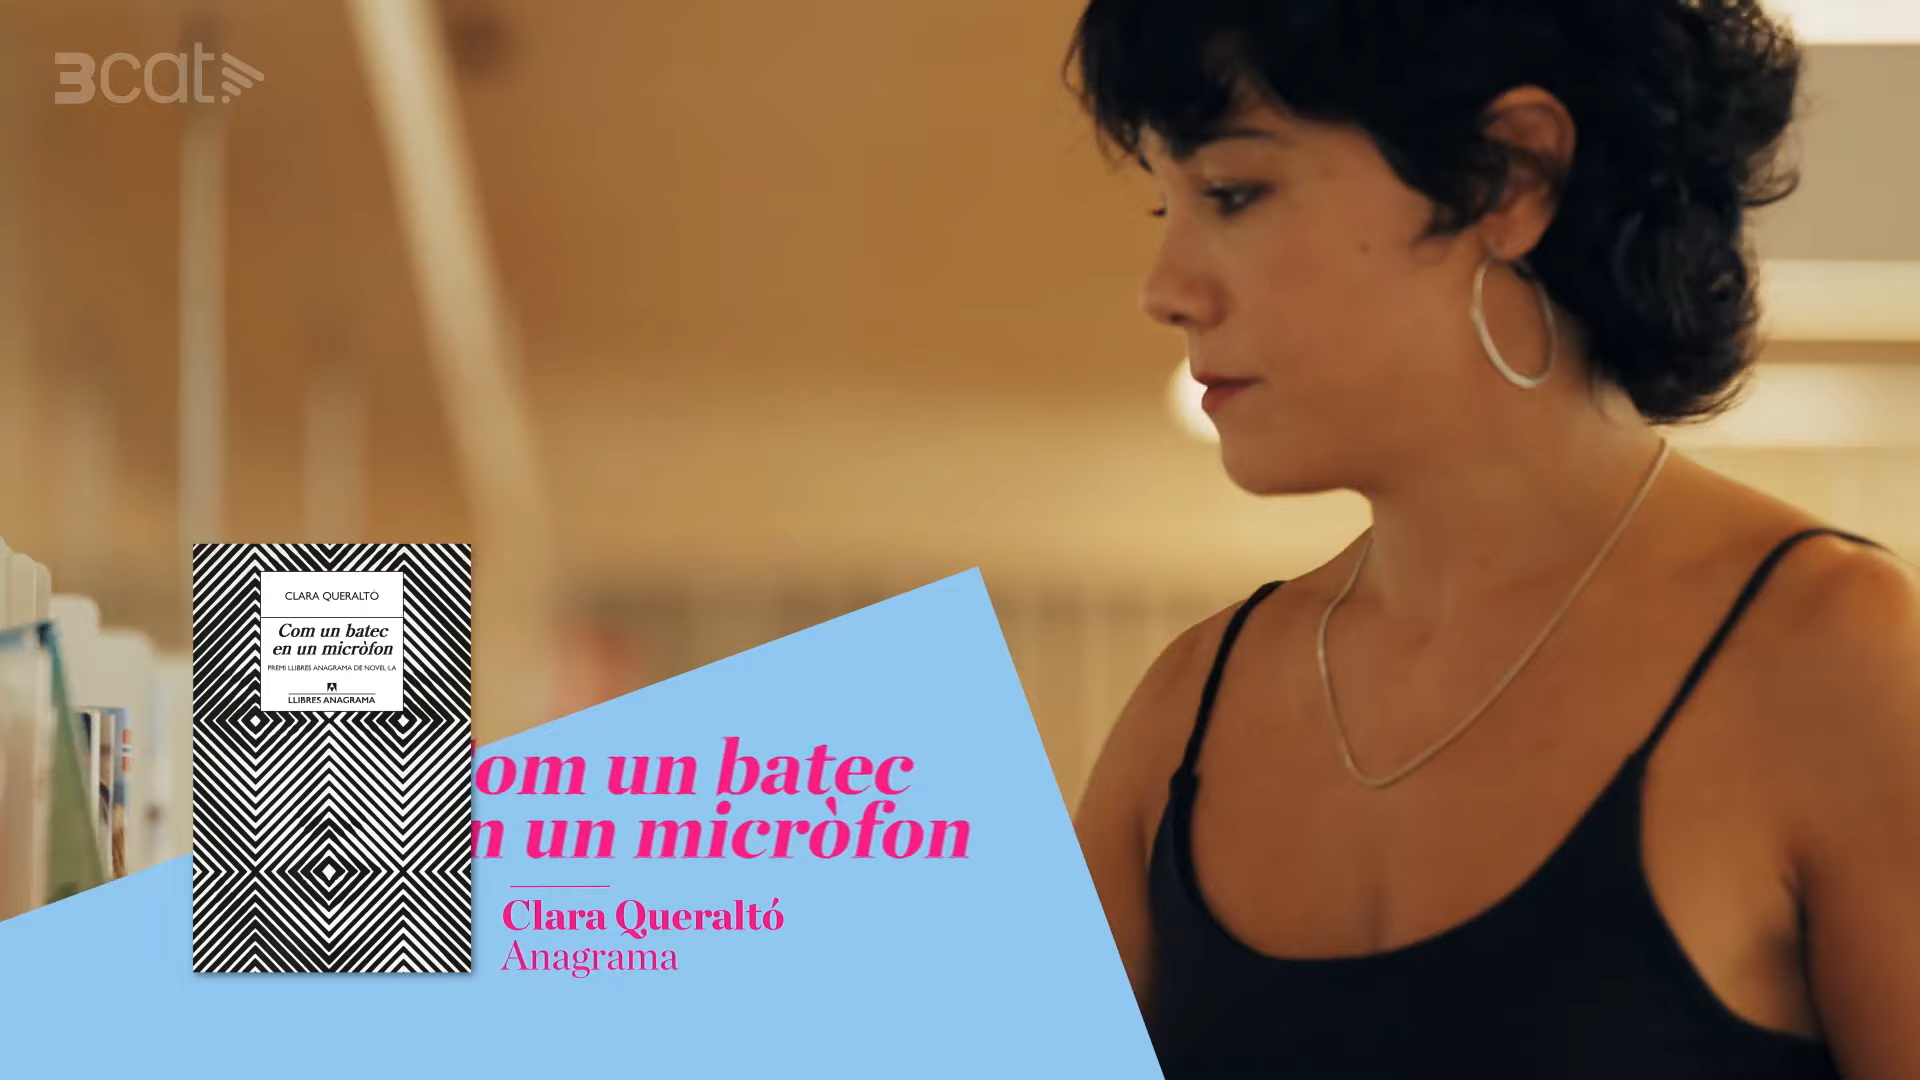 3cat
CLARA QUERALTÓ
Com un batec
en un micròfon
PREMI LLIBRES ANAGRAMA DE NOVEL·LA
LLIBRES ANAGRAMA
om un batec
n un micròfon
Clara Queraltó
Anagrama